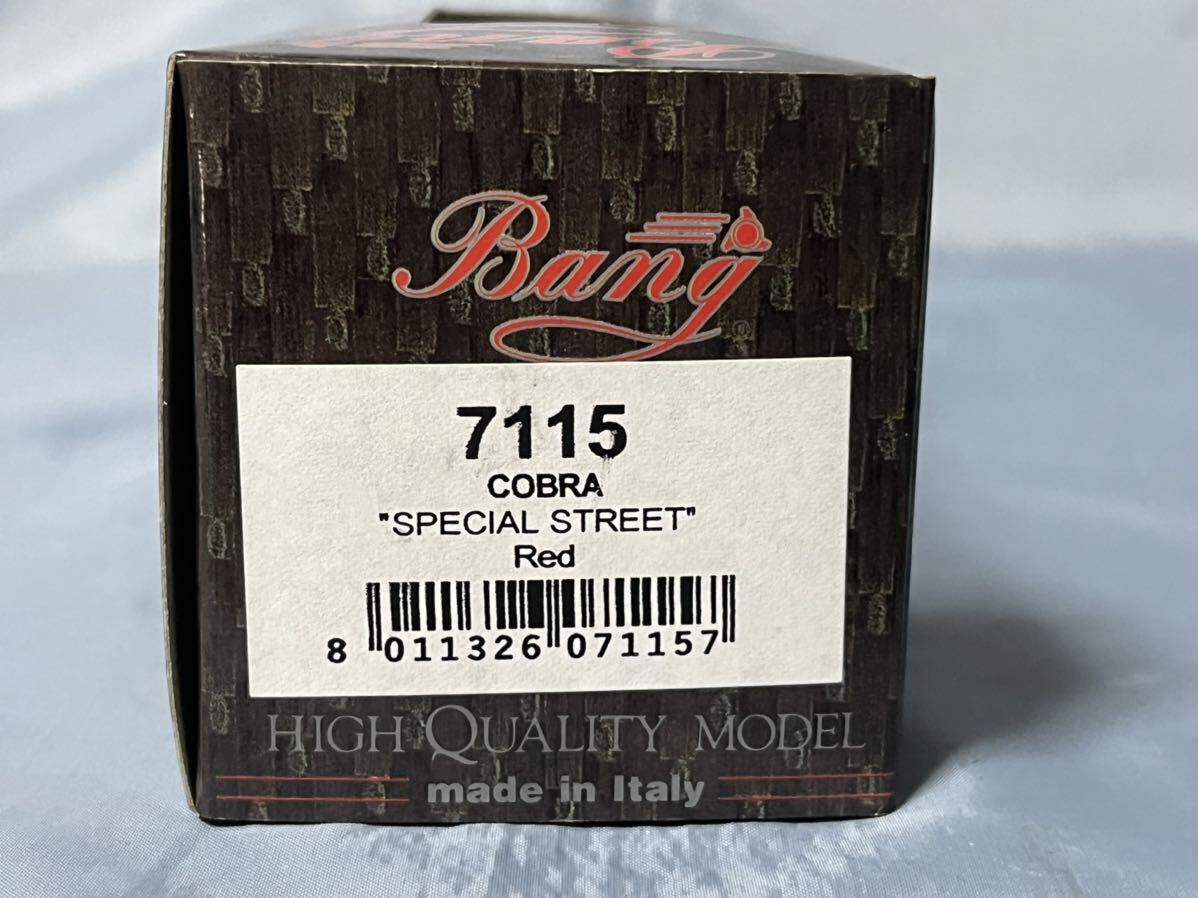 Bang
7115
COBRA
"SPECIAL STREET"
Red
8 011326 071157
HIGH QUALITY MODEL
made in Italy